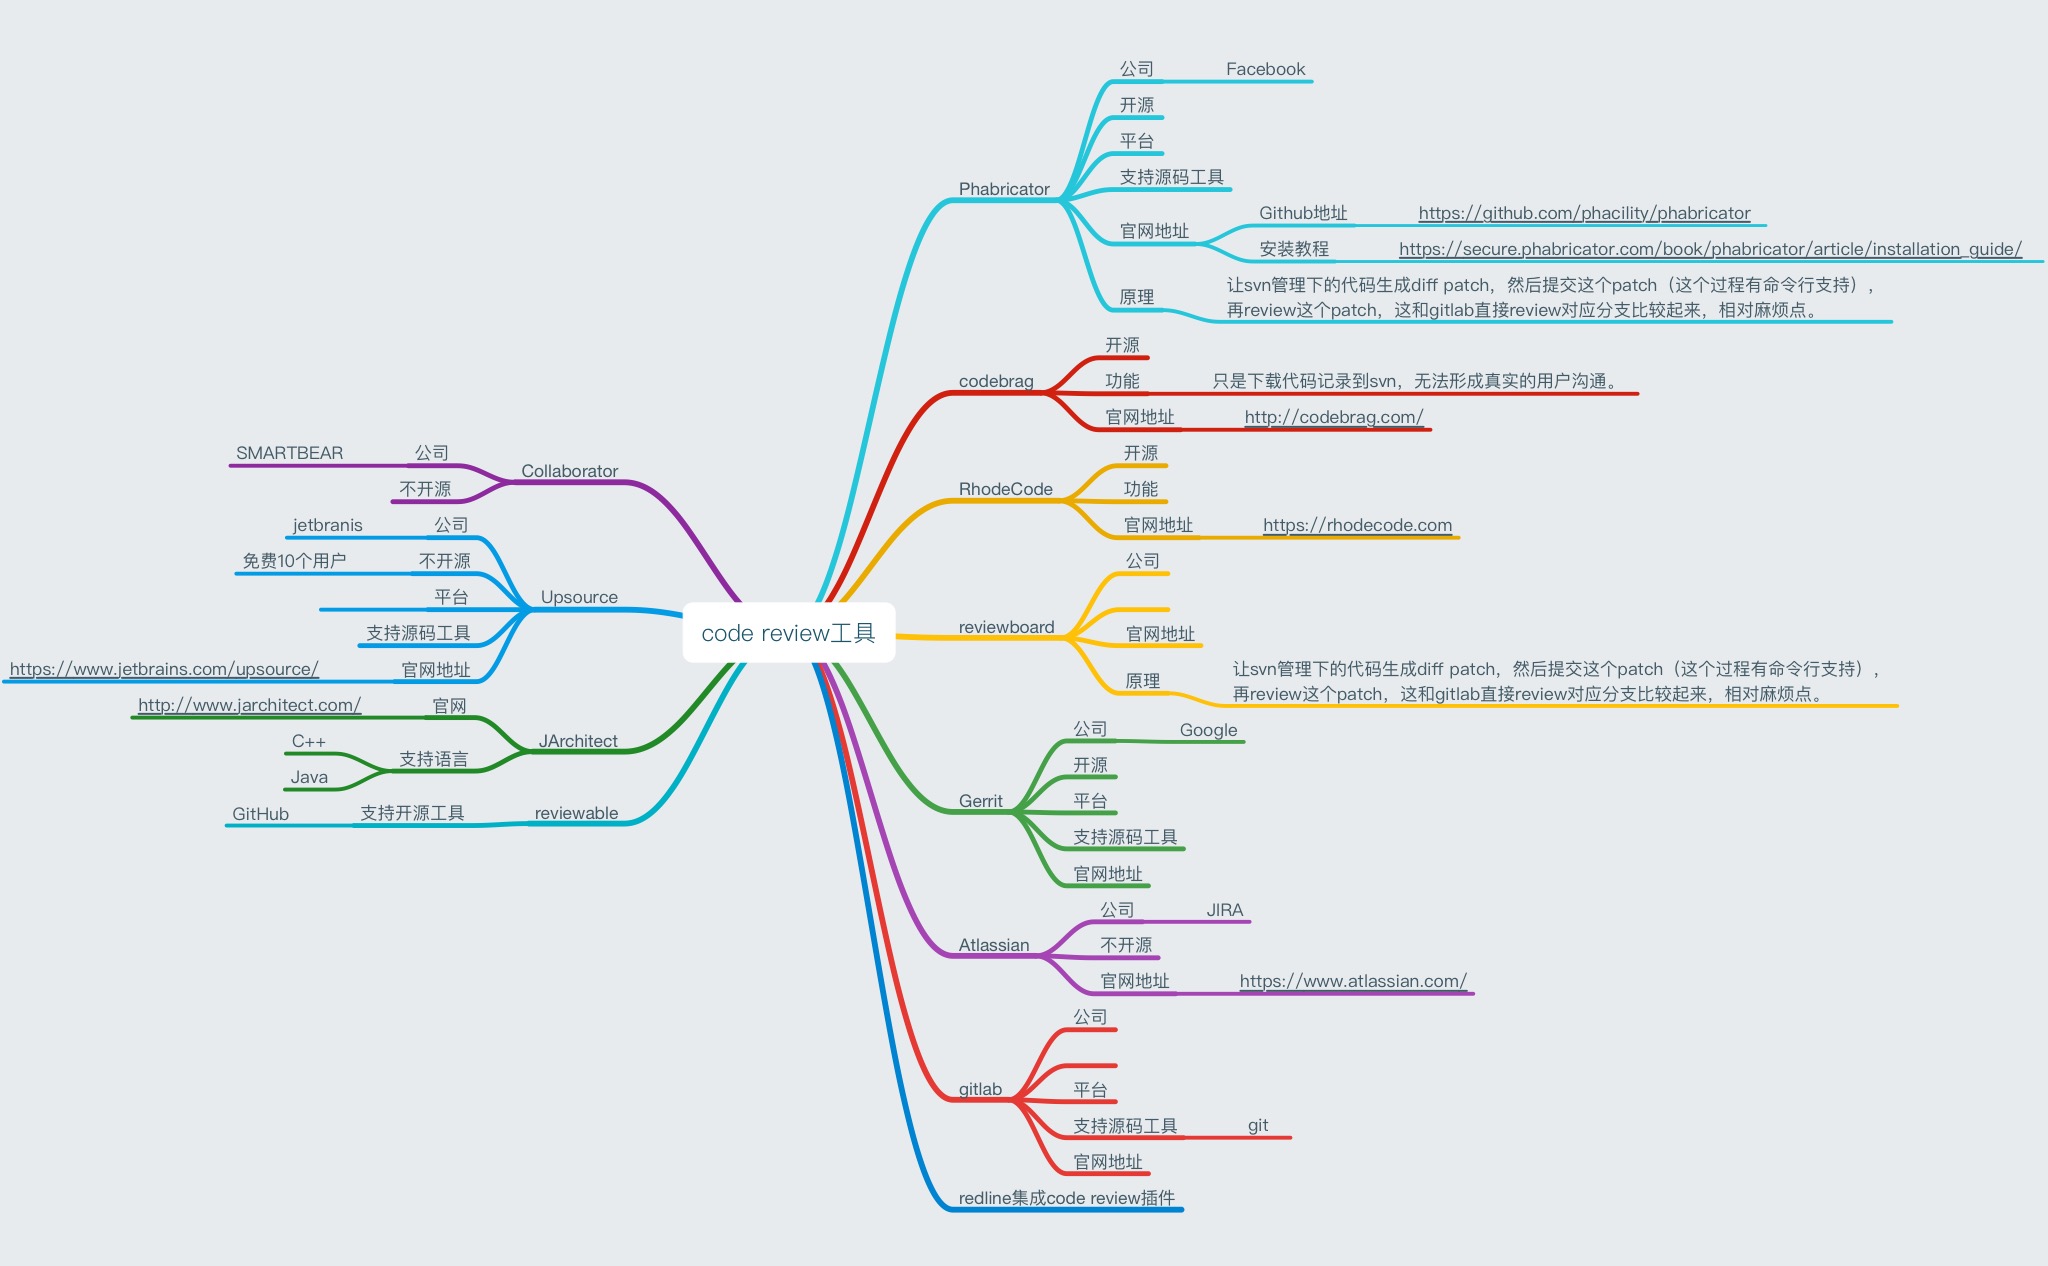 code review工具
Phabricator
公司
Facebook
开源
平台
支持源码工具
官网地址
Github地址
https://github.com/phacility/phabricator
安装教程
https://secure.phabricator.com/book/phabricator/article/installation_guide/
原理
让svn管理下的代码生成diff patch，然后提交这个patch（这个过程有命令行支持），
再review这个patch，这和gitlab直接review对应分支比较起来，相对麻烦点。
codebrag
开源
功能
只是下载代码记录到svn，无法形成真实的用户沟通。
官网地址
http://codebrag.com/
RhodeCode
开源
功能
官网地址
https://rhodecode.com
reviewboard
公司
官网地址
原理
让svn管理下的代码生成diff patch，然后提交这个patch（这个过程有命令行支持），
再review这个patch，这和gitlab直接review对应分支比较起来，相对麻烦点。
Gerrit
公司
Google
开源
平台
支持源码工具
官网地址
Atlassian
公司
JIRA
不开源
官网地址
https://www.atlassian.com/
gitlab
公司
平台
支持源码工具
git
官网地址
redline集成code review插件
Collaborator
公司
SMARTBEAR
不开源
Upsource
公司
jetbranis
不开源
免费10个用户
平台
支持源码工具
官网地址
https://www.jetbrains.com/upsource/
JArchitect
官网
http://www.jarchitect.com/
支持语言
C++
Java
reviewable
支持开源工具
GitHub